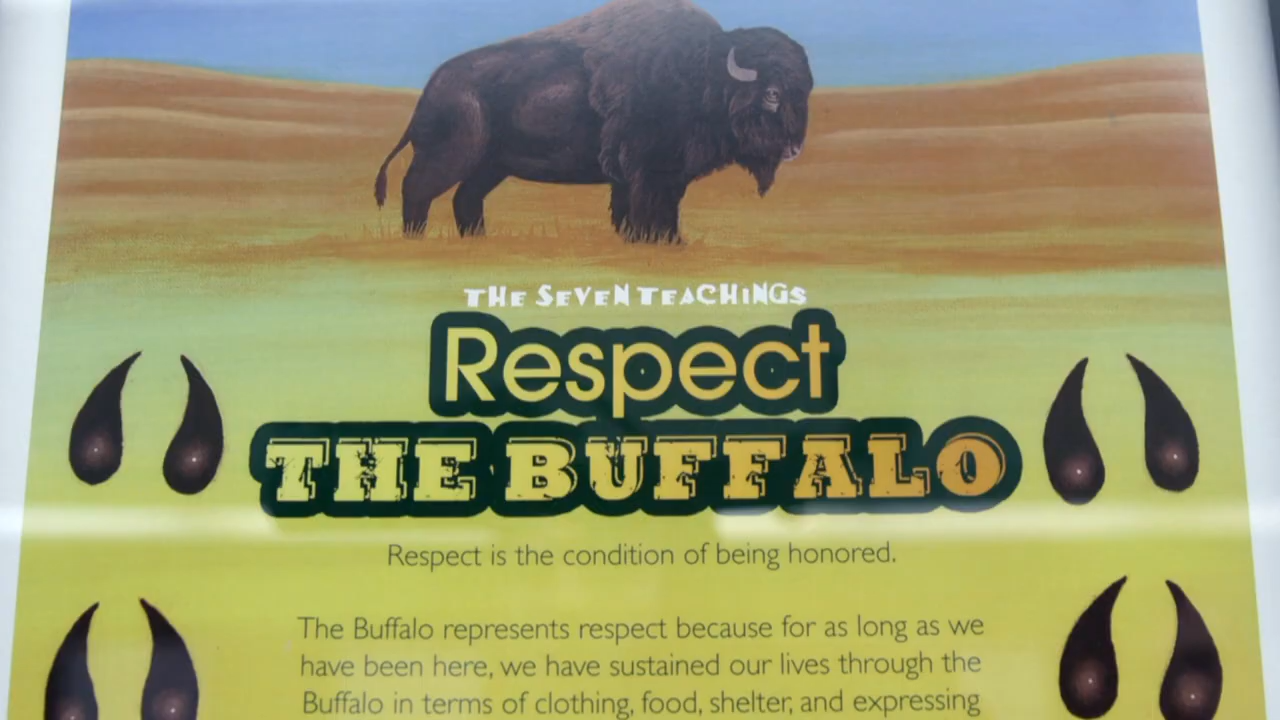 THE SEVEN TEACHINGS
Respect
THE BUFFALO
Respect is the condition of being honored.
The Buffalo represents respect because for as long as we
have been here, we have sustained our lives through the
Buffalo in terms of clothing, food, shelter, and expressing